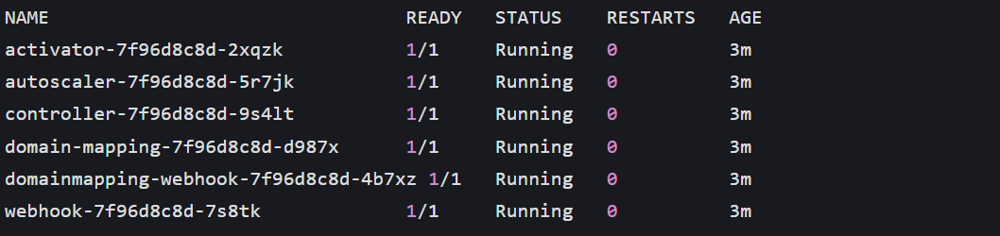 NAME READY STATUS RESTARTS AGE
activator-7f96d8c8d-2xqzk 1/1 Running 0 3m
autoscaler-7f96d8c8d-5r7jk 1/1 Running 0 3m
controller-7f96d8c8d-9s4lt 1/1 Running 0 3m
domain-mapping-7f96d8c8d-d987x 1/1 Running 0 3m
domainmapping-webhook-7f96d8c8d-4b7xz 1/1 Running 0 3m
webhook-7f96d8c8d-7s8tk 1/1 Running 0 3m